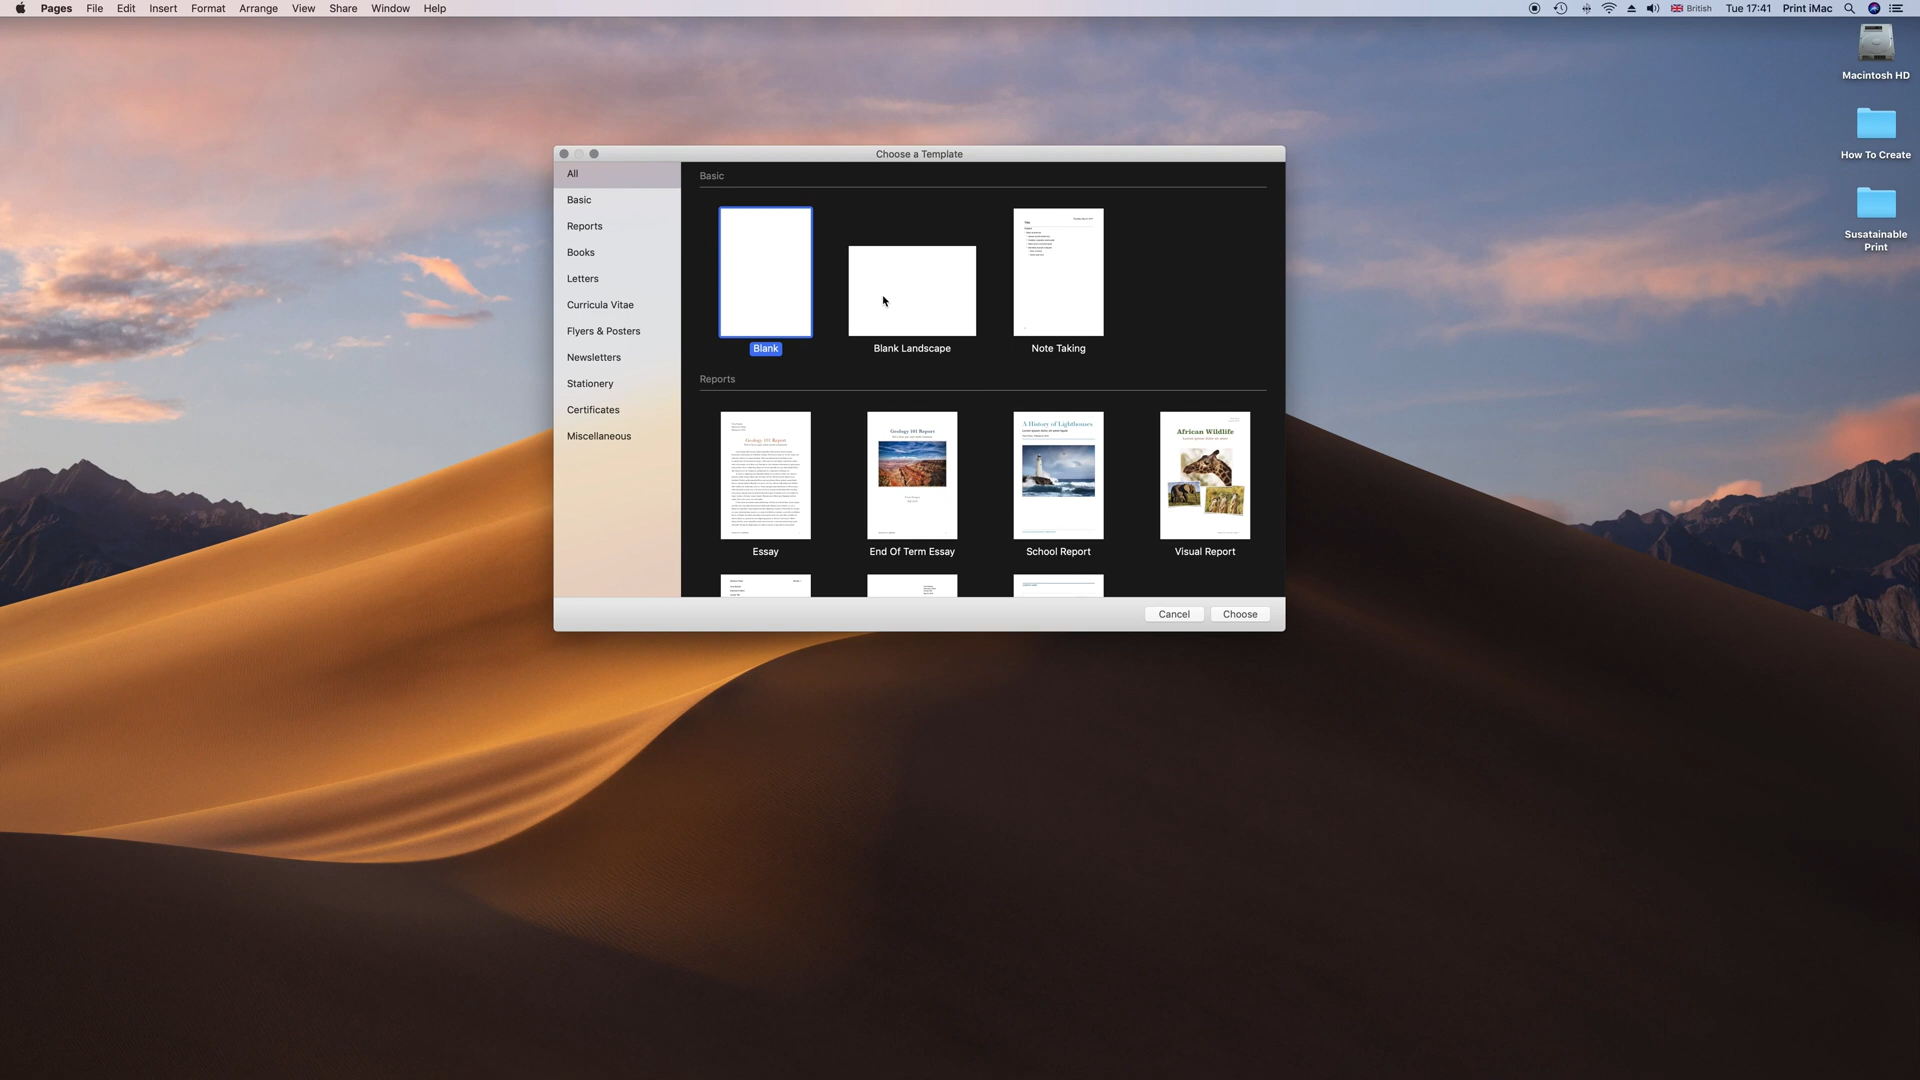 Pages File Edit Insert Format Arrange View Share Window Help British Tue 17:41 Print iMac
Macintosh HD
How To Create
Susatainable
Print
Choose a Template
All
Basic
Reports
Books
Letters
Curricula Vitae
Flyers & Posters
Newsletters
Stationery
Certificates
Miscellaneous
Basic
Blank
Blank Landscape
Title
Note Taking
Reports
Geology 101 Report
Essay
Geology 101 Report
End Of Term Essay
A History of Lighthouses
School Report
African Wildlife
Visual Report
Cancel Choose